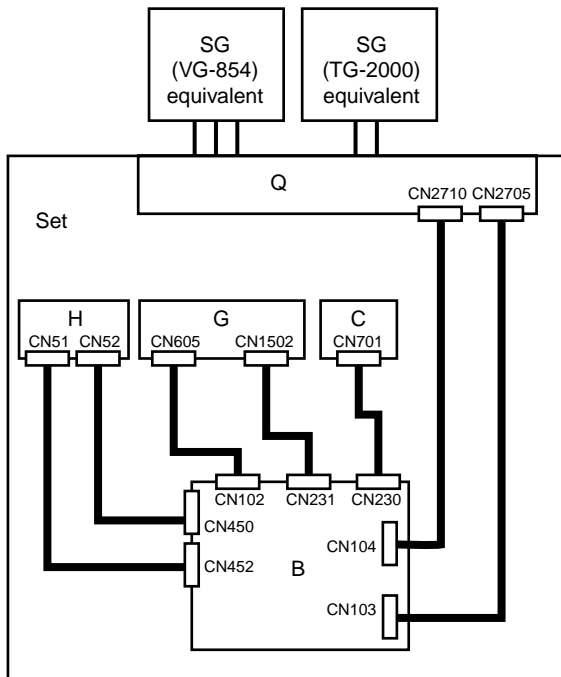 SG
(VG-854)
equivalent
SG
(TG-2000)
equivalent
Q
CN2710
CN2705
Set
H
G
C
CN51
CN52
CN605
CN1502
CN701
CN102
CN231
CN230
CN450
CN104
CN452
B
CN103